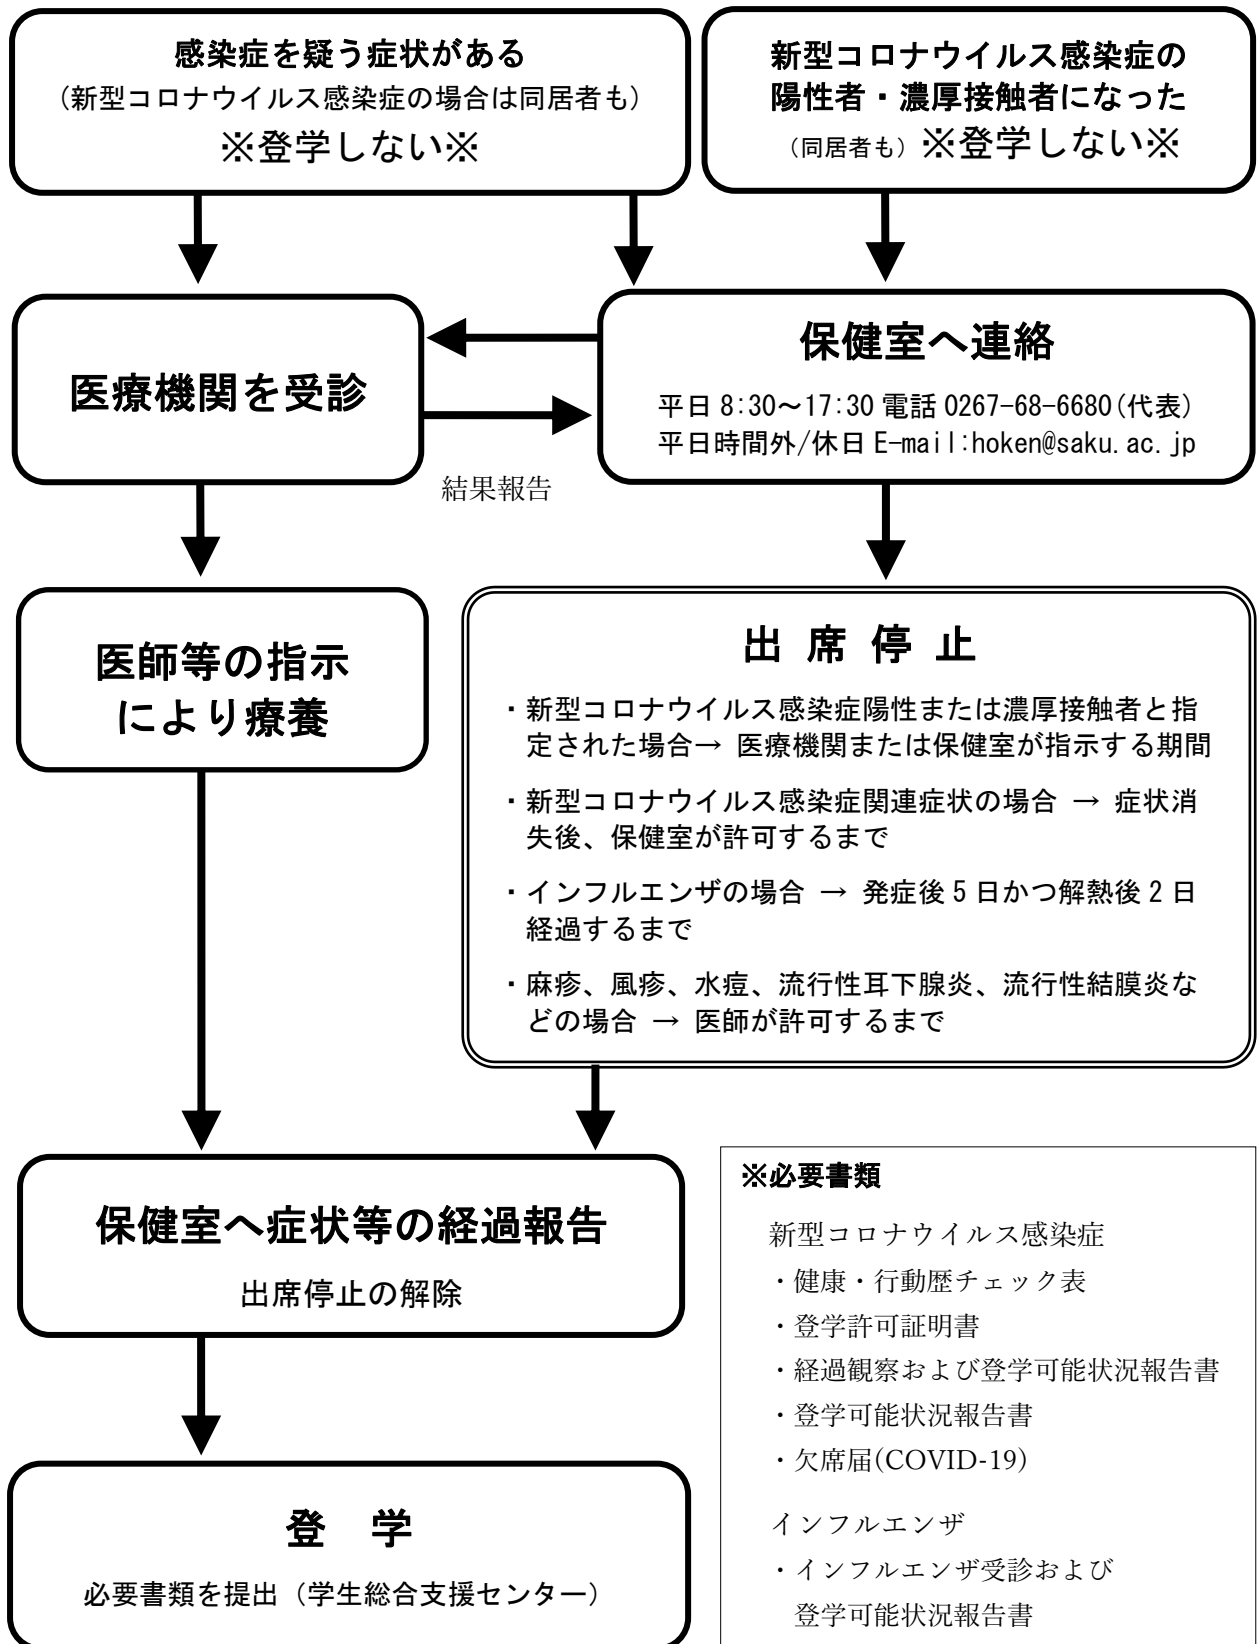 感染症を疑う症状がある
(新型コロナウイルス感染症の場合は同居者も)
※登学しない※
新型コロナウイルス感染症の
陽性者・濃厚接触者になった
(同居者も) ※登学しない※
医療機関を受診
保健室へ連絡
平日 8:30~17:30 電話 0267-68-6680(代表)
平日時間外/休日 E-mail:hoken@saku.ac.jp
結果報告
医師等の指示
により療養
出 席 停 止
・新型コロナウイルス感染症陽性または濃厚接触者と指
定された場合→ 医療機関または保健室が指示する期間
・新型コロナウイルス感染症関連症状の場合 → 症状消
失後、保健室が許可するまで
・インフルエンザの場合 → 発症後 5 日かつ解熱後 2 日
経過するまで
・麻疹、風疹、水痘、流行性耳下腺炎、流行性結膜炎な
どの場合 → 医師が許可するまで
保健室へ症状等の経過報告
出席停止の解除
登 学
必要書類を提出(学生総合支援センター)
※必要書類
新型コロナウイルス感染症
・健康・行動歴チェック表
・登学許可証明書
・経過観察および登学可能状況報告書
・登学可能状況報告書
・欠席届(COVID-19)
インフルエンザ
・インフルエンザ受診および
登学可能状況報告書